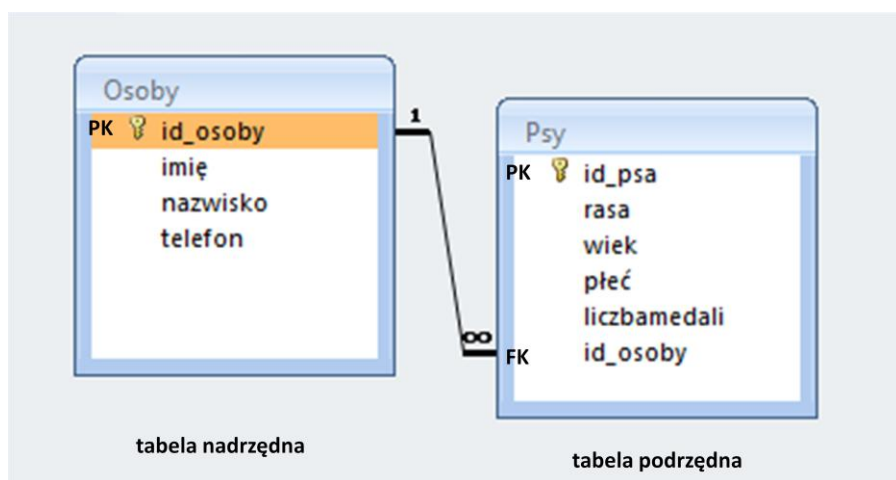 Osoby
PK id_osoby
imię
nazwisko
telefon
1
∞
Psy
PK id_psa
rasa
wiek
płeć
liczbamedali
FK id_osoby
tabela nadrzędna
tabela podrzędna